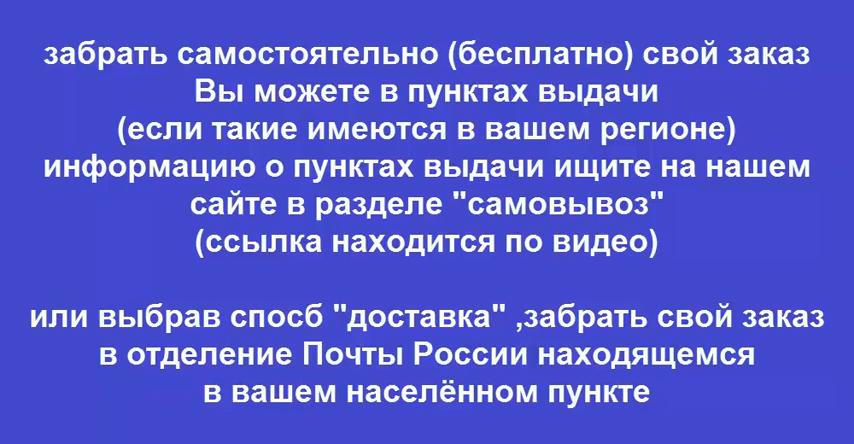 забрать самостоятельно (бесплатно) свой заказ
Вы можете в пунктах выдачи
(если такие имеются в вашем регионе)
информацию о пунктах выдачи ищите на нашем
сайте в разделе "самовывоз"
(ссылка находится по видео)
или выбрав спосб "доставка" ,забрать свой заказ
в отделение Почты России находящемся
в вашем населённом пункте